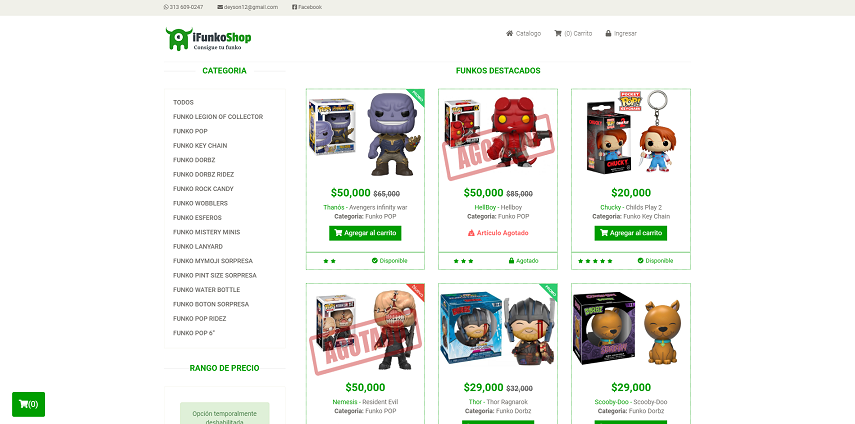 313 609-0247 deyson12@gmail.com Facebook
iFunkoShop
Consigue tu funko
Catalogo (0) Carrito Ingresar
CATEGORIA
TODOS
FUNKO LEGION OF COLLECTOR
FUNKO POP
FUNKO KEY CHAIN
FUNKO DORBZ
FUNKO DORBZ RIDEZ
FUNKO ROCK CANDY
FUNKO WOBBLERS
FUNKO ESFEROS
FUNKO MISTERY MINIS
FUNKO LANYARD
FUNKO MYMOJI SORPRESA
FUNKO PINT SIZE SORPRESA
FUNKO WATER BOTTLE
FUNKO BOTON SORPRESA
FUNKO POP RIDEZ
FUNKO POP 6"
RANGO DE PRECIO
Opción temporalmente
deshabilitada
(0)
FUNKOS DESTACADOS
PROMO
$50,000 $65,000
Thanós - Avengers infinity war
Categoria: Funko POP
Agregar al carrito
Disponible
AGOTADO
$50,000 $85,000
HellBoy - Hellboy
Categoria: Funko POP
Articulo Agotado
Agotado
POP!
CHUCKY
$20,000
Chucky - Childs Play 2
Categoria: Funko Key Chain
Agregar al carrito
Disponible
AGOTADO
$50,000
Nemesis - Resident Evil
Categoria: Funko POP
PROMO
$29,000 $32,000
Thor - Thor Ragnarok
Categoria: Funko Dorbz
DORBZ
$29,000
Scooby-Doo - Scooby-Doo
Categoria: Funko Dorbz